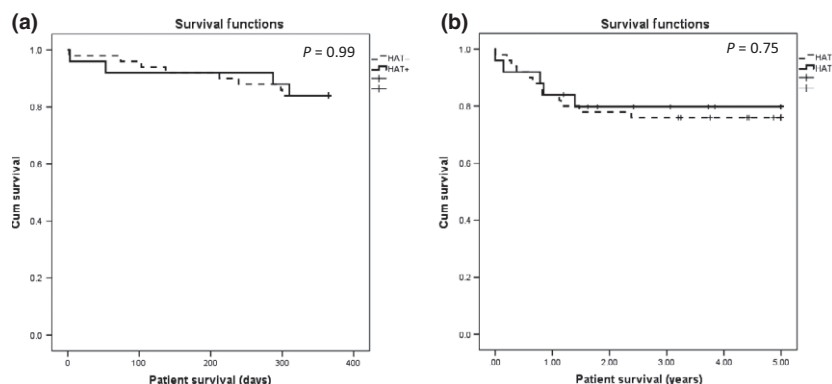 (a)
Survival functions
P = 0.99
HAT-
HAT+
1.0
0.8
0.6
0.4
0.2
0.0
Cum survival
0
100
200
300
400
Patient survival (days)
(b)
Survival functions
P = 0.75
HAT
HAT
1.0
0.8
0.6
0.4
0.2
0.0
Cum survival
.00
1.00
2.00
3.00
4.00
5.00
Patient survival (years)